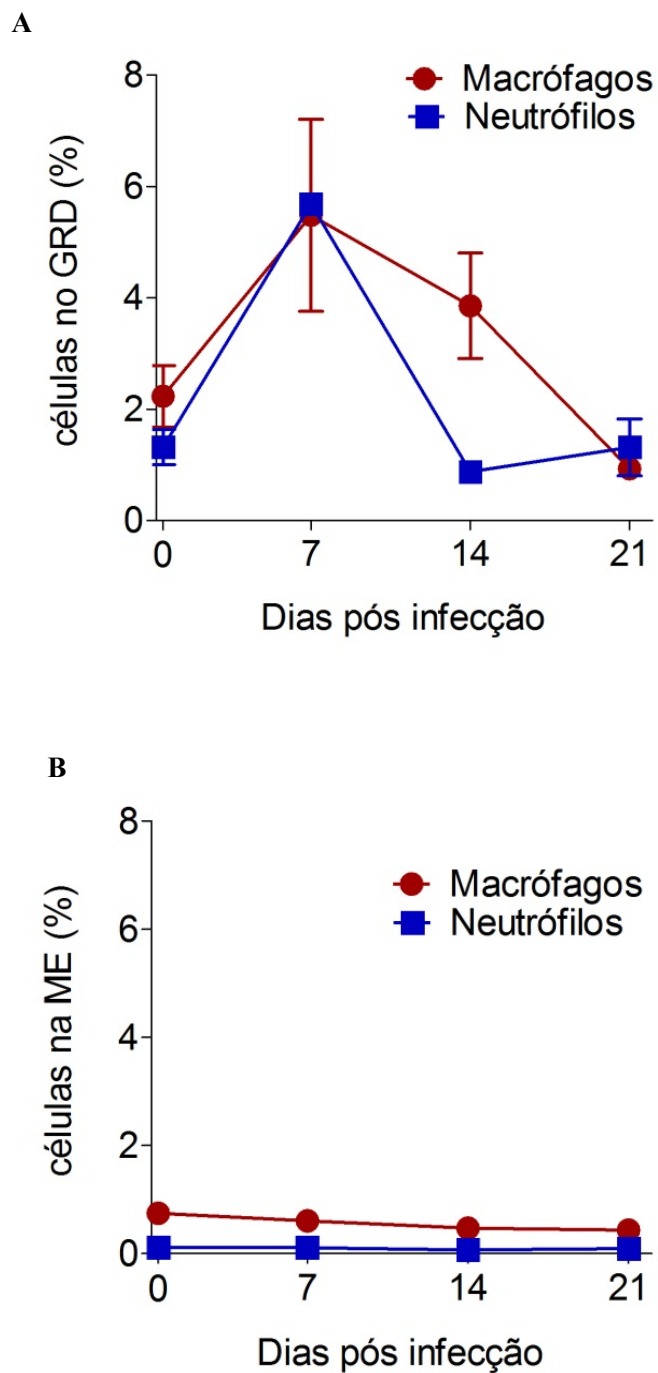 A
8
6
4
2
0
células no GRD (%)
Macrófagos
Neutrófilos
0 7 14 21
Dias pós infecção
B
8
6
4
2
0
células na ME (%)
Macrófagos
Neutrófilos
0 7 14 21
Dias pós infecção